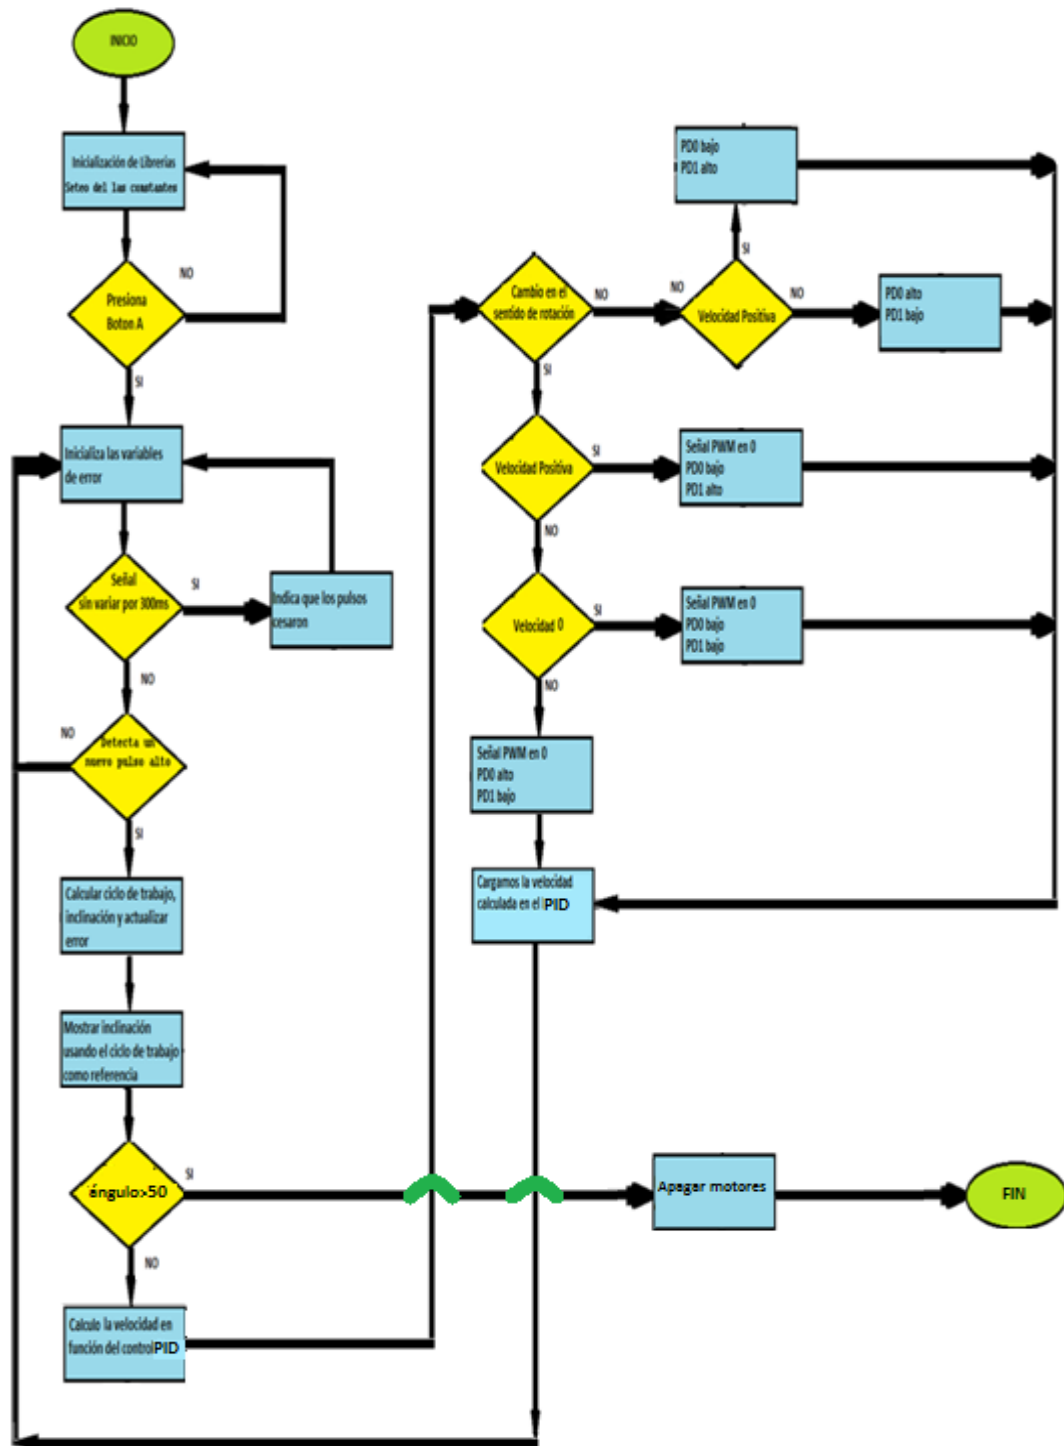 INICIO
Inicialización de Librerías
Seteo del las constantes
NO
Presiona
Boton A
SI
Inicializa las variables
de error
Señal
sin variar por 300ms
SI
Indica que los pulsos
cesaron
NO
NO
Detecta un
nuevo pulso alto
SI
Calcular ciclo de trabajo,
inclinación y actualizar
error
Mostrar inclinación
usando el ciclo de trabajo
como referencia
ángulo>50
SI
NO
Calculo la velocidad en
función del control PID
Cambio en el
sentido de rotación
NO
SI
NO
Velocidad Positiva
SI
NO
PD0 bajo
PD1 alto
PD0 alto
PD1 bajo
Velocidad Positiva
SI
NO
Señal PWM en 0
PD0 bajo
PD1 alto
Velocidad 0
SI
NO
Señal PWM en 0
PD0 bajo
PD1 bajo
Señal PWM en 0
PD0 alto
PD1 bajo
Cargamos la velocidad
calculada en el PID
Apagar motores
FIN